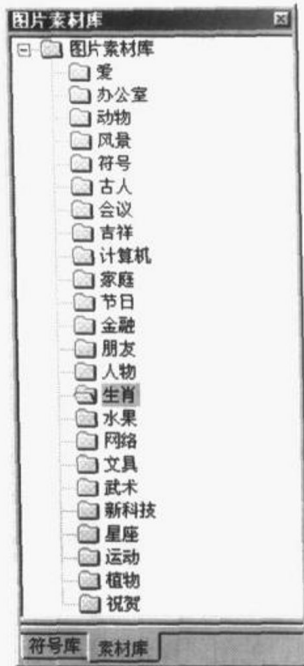 图片素材库
图片素材库
爱
办公室
动物
风景
符号
古人
会议
吉祥
计算机
家庭
节日
金融
朋友
人物
生肖
水果
网络
文具
武术
新科技
星座
运动
植物
祝贺
符号库 素材库